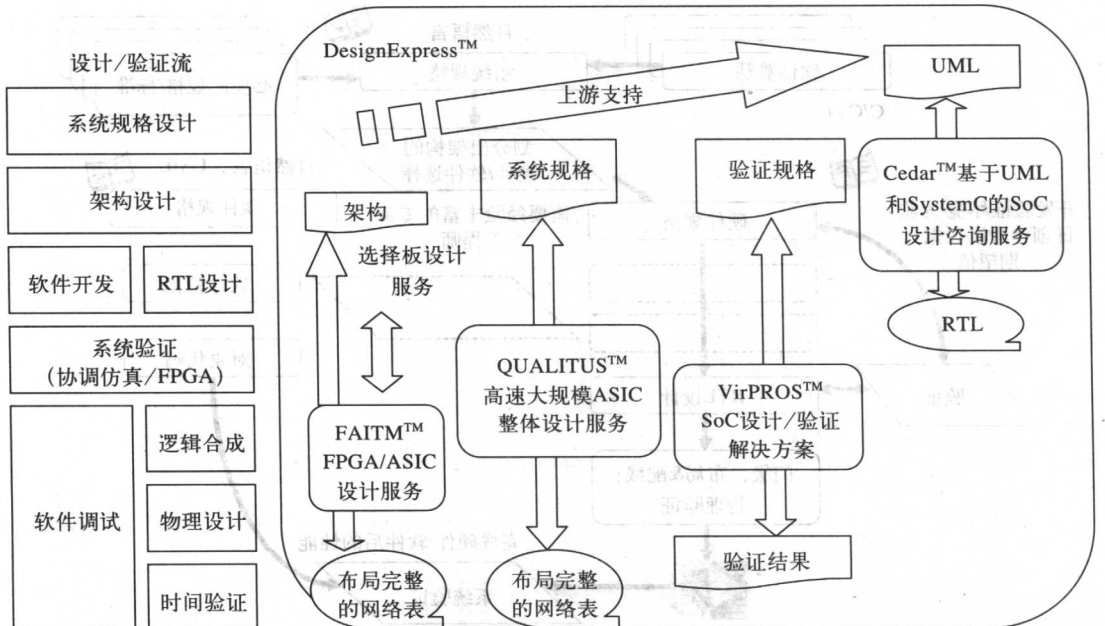 设计/验证流
系统规格设计
架构设计
软件开发
RTL设计
系统验证
（协调仿真/FPGA）
软件调试
逻辑合成
物理设计
时间验证
DesignExpress™
上游支持
UML
架构
系统规格
验证规格
Cedar™基于UML
和SystemC的SoC
设计咨询服务
选择板设计
服务
RTL
FAITM™
FPGA/ASIC
设计服务
QUALITUS™
高速大规模ASIC
整体设计服务
VirPROS™
SoC设计/验证
解决方案
布局完整
的网络表
布局完整
的网络表
验证结果